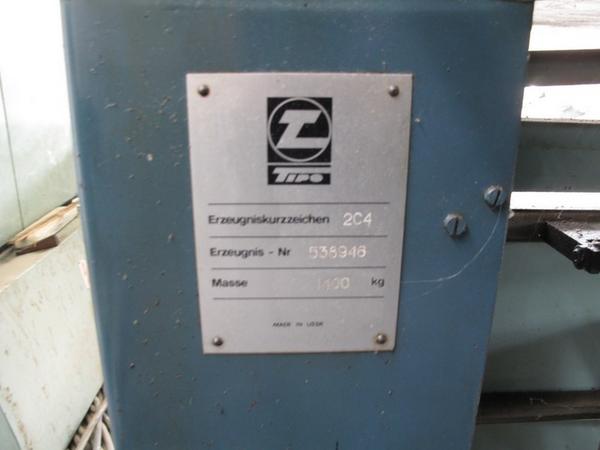 TIPO
Erzeugniskurzzeichen 2C4
Erzeugnis - Nr 538946
Masse 1400 kg
MADE IN USSR